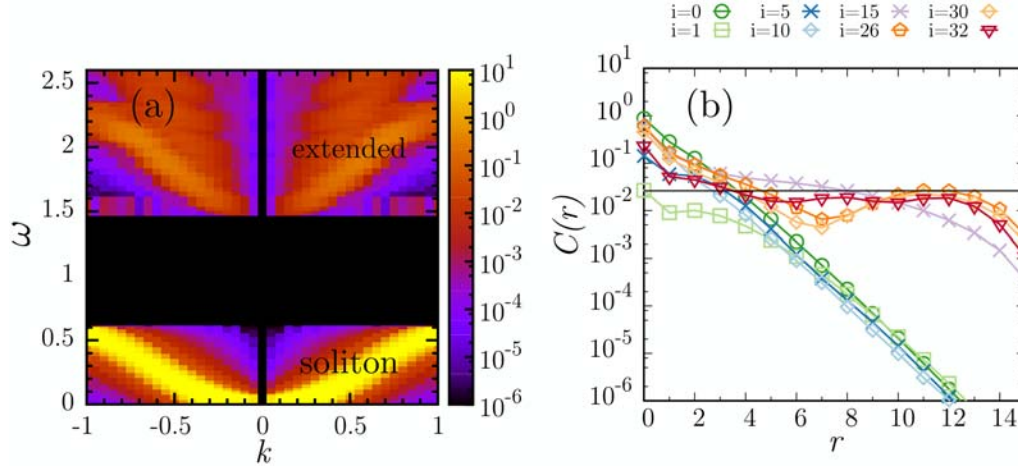 i=0 i=5 i=15 i=30
i=1 i=10 i=26 i=32
(a)
extended
soliton
ω
2.5
2
1.5
1
0.5
0
-1 -0.5 0 0.5 1
k
10^1
10^0
10^-1
10^-2
10^-3
10^-4
10^-5
10^-6
(b)
C(r)
10^1
10^0
10^-1
10^-2
10^-3
10^-4
10^-5
10^-6
0 2 4 6 8 10 12 14
r